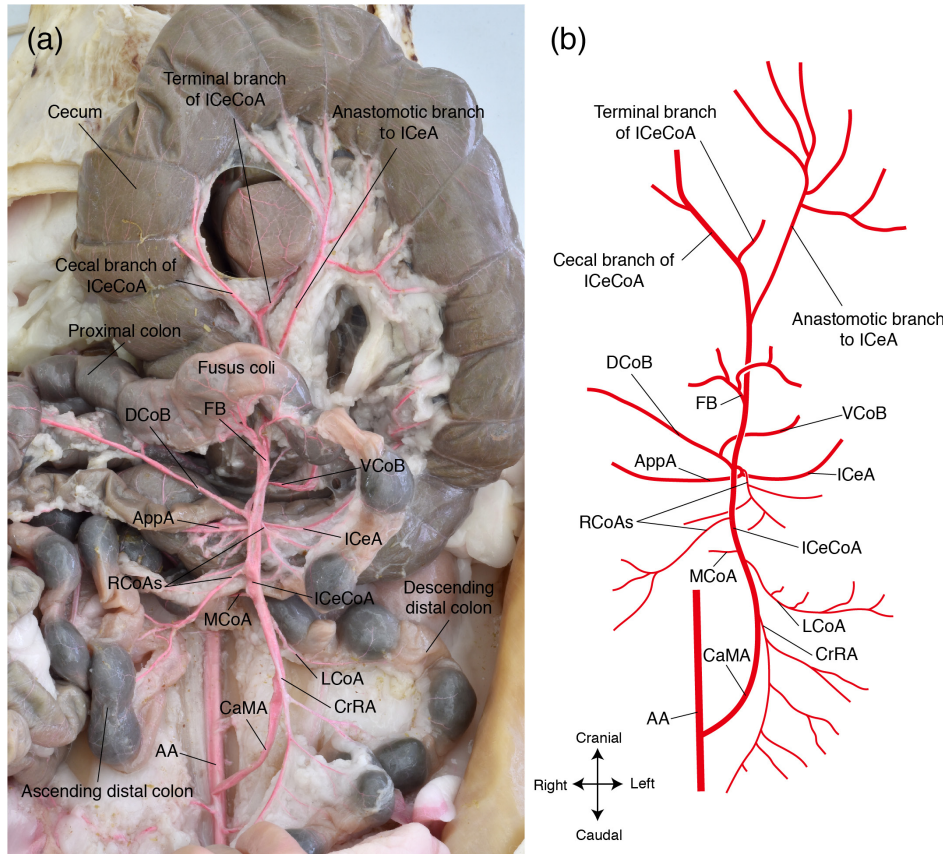 (a)
Terminal branch
of ICeCoA
Cecum
Anastomotic branch
to ICeA
Cecal branch of
ICeCoA
Proximal colon
Fusus coli
DCoB
FB
VCoB
AppA
ICeA
RCoAs
ICeCoA
Descending
distal colon
MCoA
LCoA
CaMA
CrRA
AA
Ascending distal colon
(b)
Terminal branch
of ICeCoA
Cecal branch of
ICeCoA
Anastomotic branch
to ICeA
DCoB
FB
VCoB
AppA
ICeA
RCoAs
ICeCoA
MCoA
LCoA
CaMA
CrRA
AA
Cranial
Right
Left
Caudal